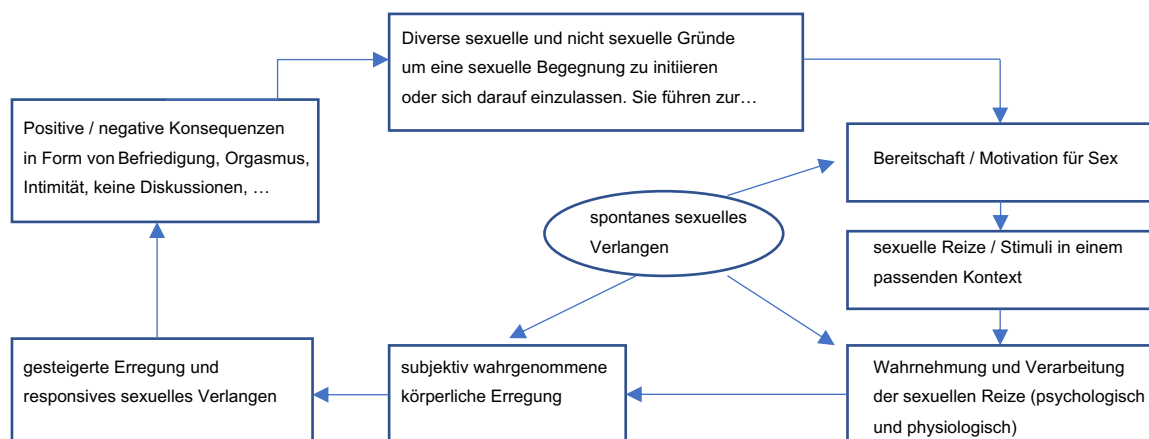 Diverse sexuelle und nicht sexuelle Gründe
um eine sexuelle Begegnung zu initiieren
oder sich darauf einzulassen. Sie führen zur…
Positive / negative Konsequenzen
in Form von Befriedigung, Orgasmus,
Intimität, keine Diskussionen, …
Bereitschaft / Motivation für Sex
spontanes sexuelles
Verlangen
sexuelle Reize / Stimuli in einem
passenden Kontext
gesteigerte Erregung und
responsives sexuelles Verlangen
subjektiv wahrgenommene
körperliche Erregung
Wahrnehmung und Verarbeitung
der sexuellen Reize (psychologisch
und physiologisch)